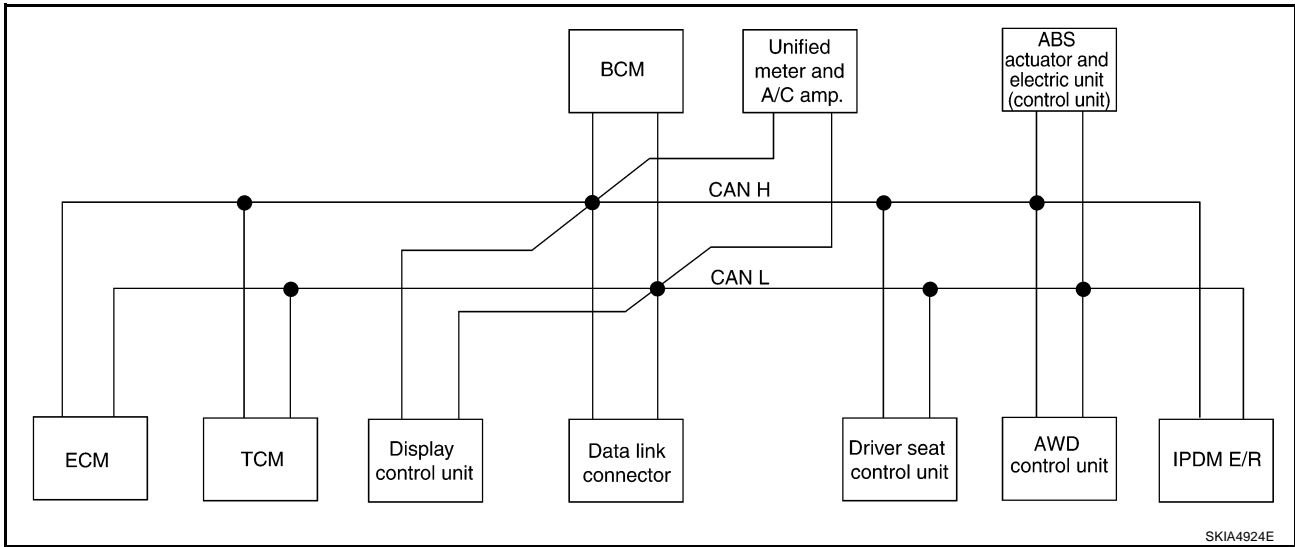 BCM
Unified
meter and
A/C amp.
ABS
actuator and
electric unit
(control unit)
CAN H
CAN L
ECM
TCM
Display
control unit
Data link
connector
Driver seat
control unit
AWD
control unit
IPDM E/R
SKIA4924E